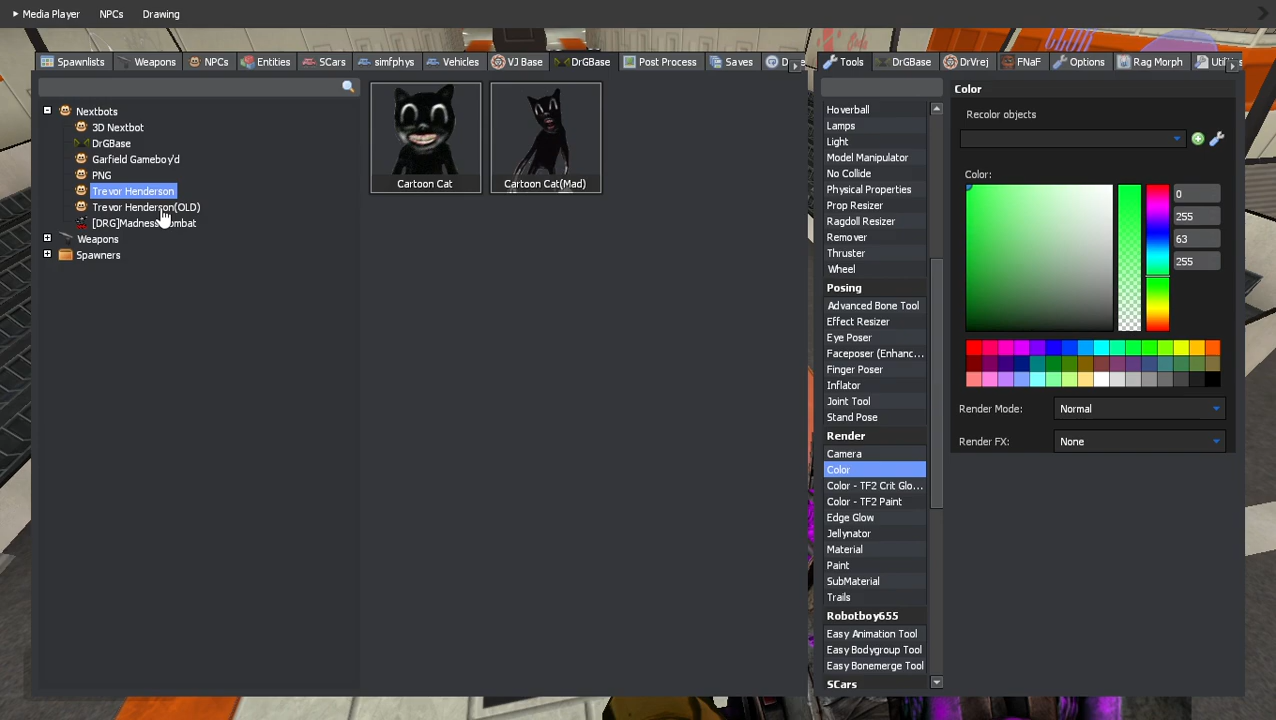 Media Player NPCs Drawing
Spawnlists Weapons NPCs Entities SCars simfphys Vehicles VJ Base DrGBase Post Process Saves
Tools DrGBase DrVrej FNaF Options Rag Morph
Nextbots
3D Nextbot
DrGBase
Garfield Gameboy'd
PNG
Trevor Henderson
Trevor Henderson(OLD)
Weapons
Spawners
Cartoon Cat
Cartoon Cat(Mad)
Hoverball
Lamps
Light
Model Manipulator
No Collide
Physical Properties
Prop Resizer
Ragdoll Resizer
Remover
Thruster
Wheel
Posing
Advanced Bone Tool
Effect Resizer
Eye Poser
Faceposer (Enhanc...
Finger Poser
Inflator
Joint Tool
Stand Pose
Render
Camera
Color
Color - TF2 Crit Glo...
Color - TF2 Paint
Edge Glow
Jellynator
Material
Paint
SubMaterial
Trails
Robotboy655
Easy Animation Tool
Easy Bodygroup Tool
Easy Bonemerge Tool
SCars
Color
Recolor objects
Color:
0
255
63
255
Render Mode: Normal
Render FX: None